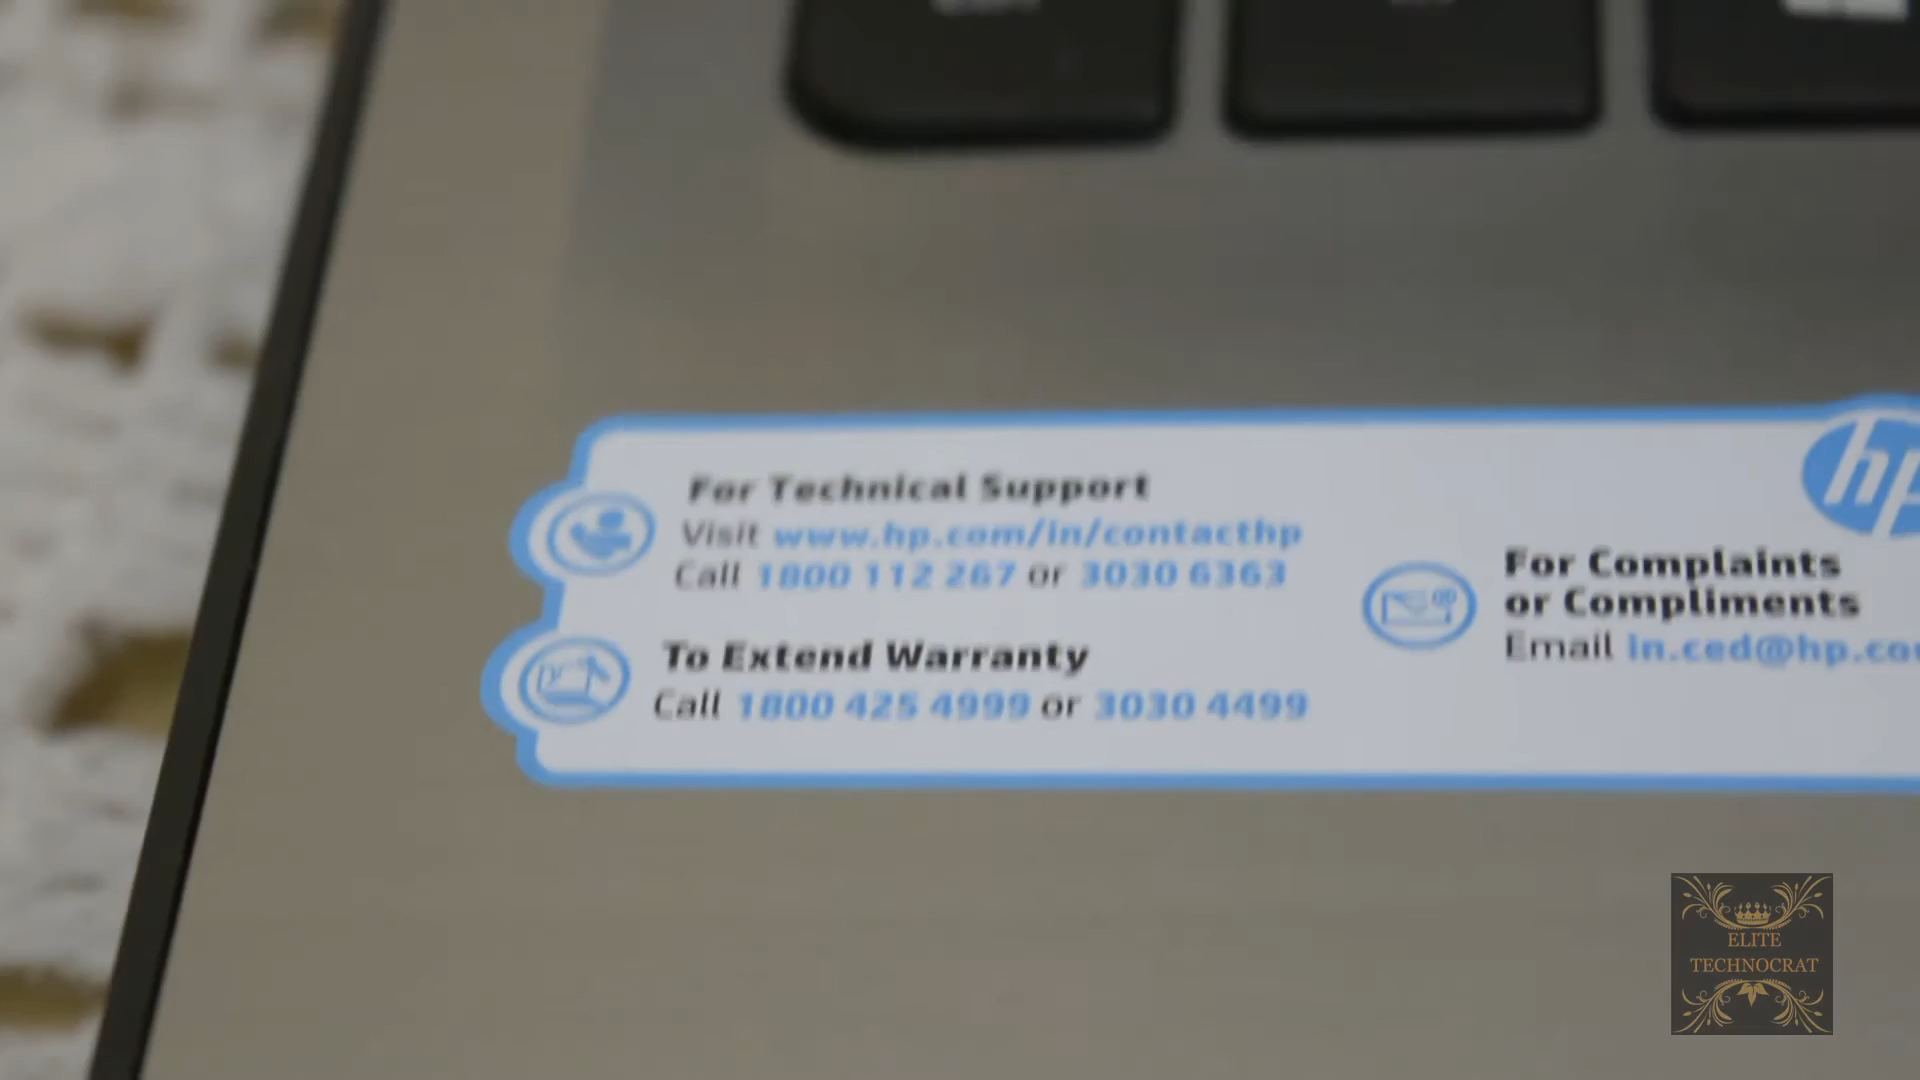 For Technical Support
Visit www.hp.com/in/contacthp
Call 1800 112 267 or 3030 6363
To Extend Warranty
Call 1800 425 4999 or 3030 4499
hp
For Complaints
or Compliments
Email in.ced@hp.co
ELITE
TECHNOCRAT